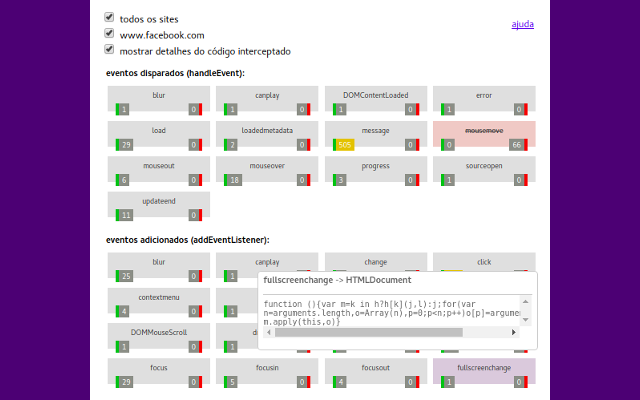 todos os sites
ajuda
www.facebook.com
mostrar detalhes do código interceptado
eventos disparados (handleEvent):
blur canplay DOMContentLoaded error
1 0 1 0 1 0 1 0
load loadedmetadata message mousemove
29 0 2 0 505 0 0 66
mouseout mouseover progress sourceopen
6 0 18 0 3 0 1 0
updateend
11 0
eventos adicionados (addEventListener):
blur canplay change click
25 0
fullscreenchange -> HTMLDocument
contextmenu
4 0
function (){var m=k in h?h[k](j,l):j;for(var
n=arguments.length,o=Array(n),p=0;p<n;p++)o[p]=argume
m.apply(this,o)}
DOMMouseScroll
1 0
focus focusin focusout fullscreenchange
29 0 5 0 4 0 1 0